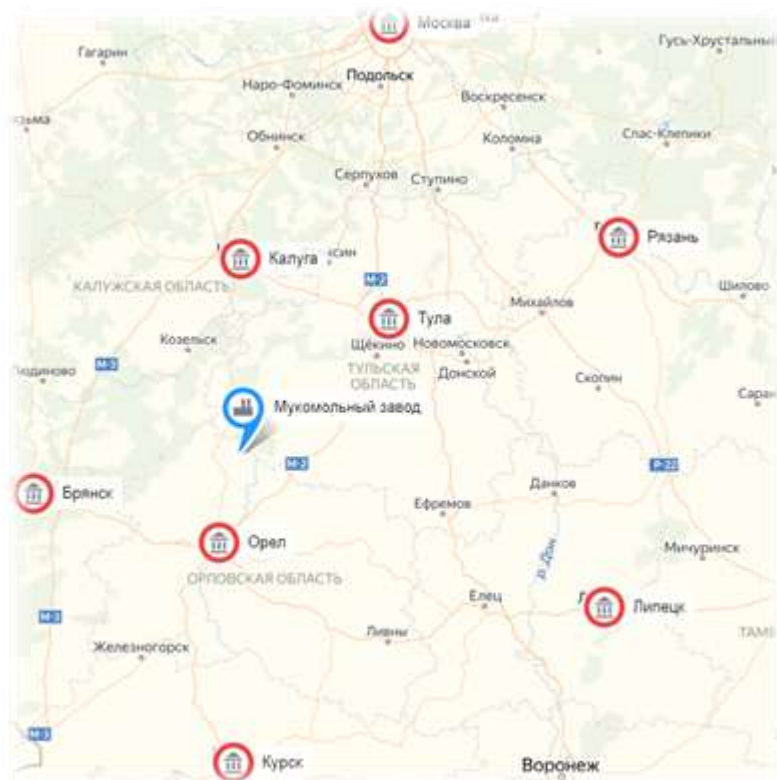 Москва
Гагарин
Гусь-Хрустальный
Подольск
Наро-Фоминск
Воскресенск
Обнинск
Коломна
Спас-Клепики
Серпухов
Ступино
Рязань
Калуга
КАЛУЖСКАЯ ОБЛАСТЬ
М-2
Шилово
Михайлов
Тула
Козельск
Щёкино
Новомосковск
ТУЛЬСКАЯ
ОБЛАСТЬ
Донской
М-3
Скопин
Мукомольный завод
М-2
Р-22
Брянск
Данков
Ефремов
Орел
р. Дон
Мичуринск
ОРЛОВСКАЯ ОБЛАСТЬ
Елец
Липецк
М-3
Ливны
Железногорск
М-3
Курск
Воронеж